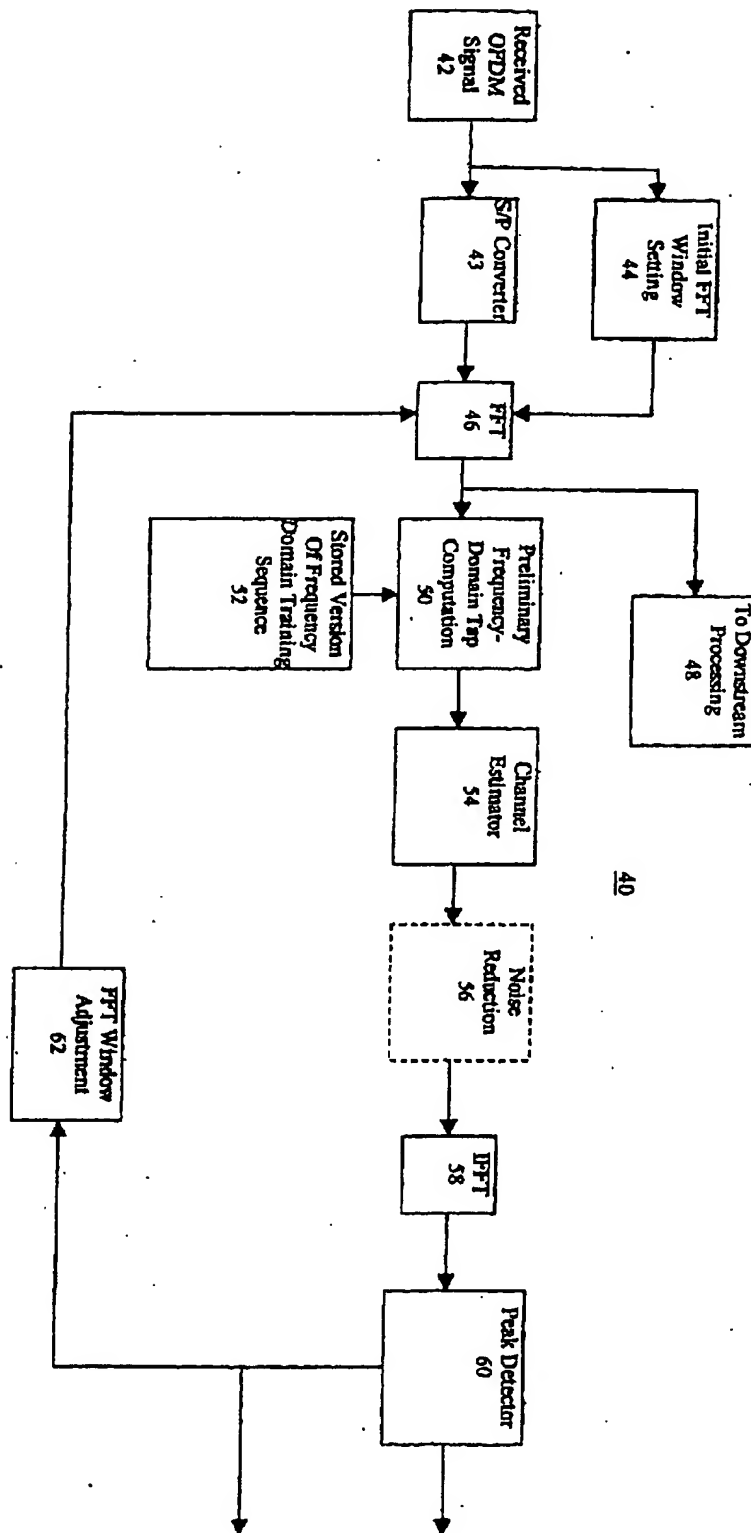 Received
OFDM
Signal
42
Initial FFT
Window
Setting
44
S/P Converter
43
FFT
46
To Downstream
Processing
48
Preliminary
Frequency-
Domain Tap
Computation
50
Stored Version
Of Frequency
Domain Training
Sequence
52
Channel
Estimator
54
40
Noise
Reduction
56
IFFT
58
Peak Detector
60
FFT Window
Adjustment
62